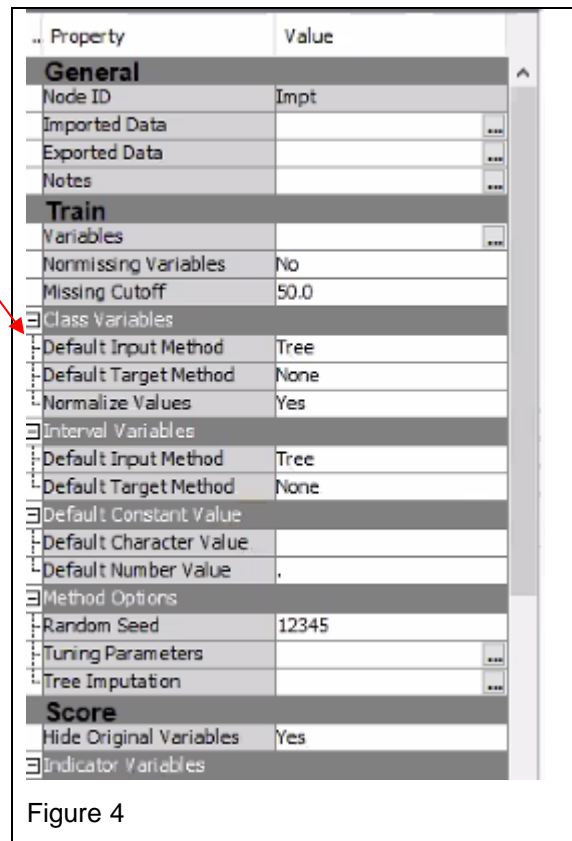 .. Property Value
General
Node ID Impt
Imported Data ...
Exported Data ...
Notes ...
Train
Variables ...
Nonmissing Variables No
Missing Cutoff 50.0
Class Variables
Default Input Method Tree
Default Target Method None
Normalize Values Yes
Interval Variables
Default Input Method Tree
Default Target Method None
Default Constant Value
Default Character Value
Default Number Value .
Method Options
Random Seed 12345
Tuning Parameters ...
Tree Imputation ...
Score
Hide Original Variables Yes
Indicator Variables
Figure 4